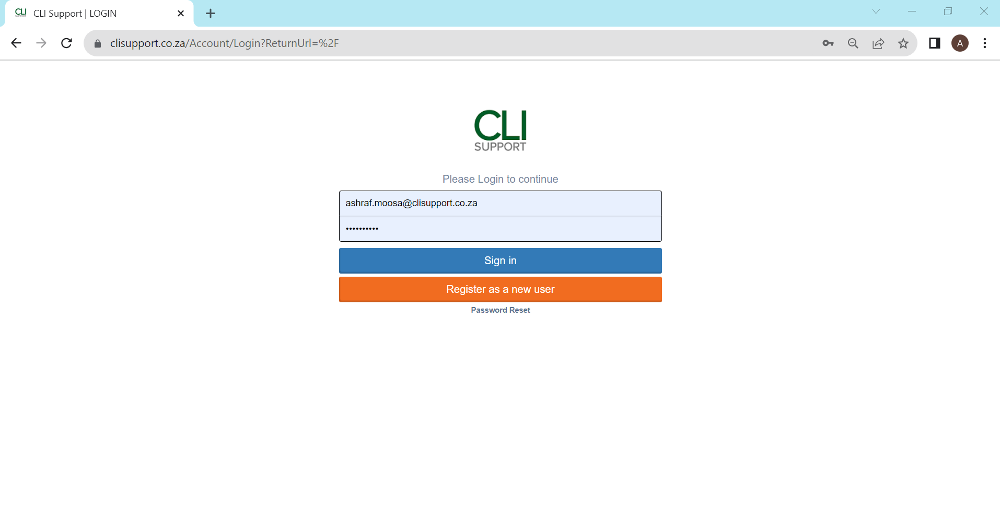 CLI SUPPORT
CLI Support | LOGIN
clisupport.co.za/Account/Login?ReturnUrl=%2F
A
CLI
SUPPORT
Please Login to continue
ashraf.moosa@clisupport.co.za
••••••••••
Sign in
Register as a new user
Password Reset